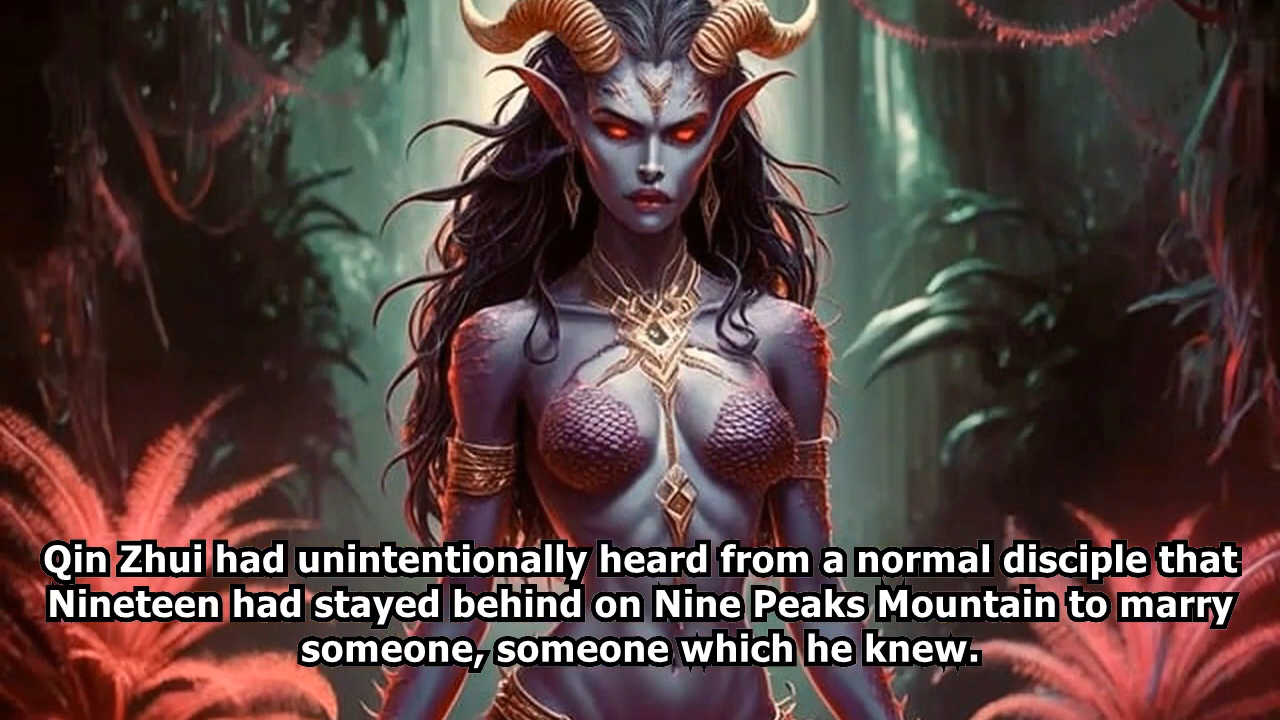 Qin Zhui had unintentionally heard from a normal disciple that
Nineteen had stayed behind on Nine Peaks Mountain to marry
someone, someone which he knew.